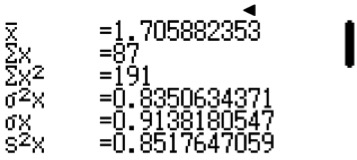 x̄ =1.705882353
Σx =87
Σx² =191
σ²x =0.8350634371
σx =0.9138180547
s²x =0.8517647059